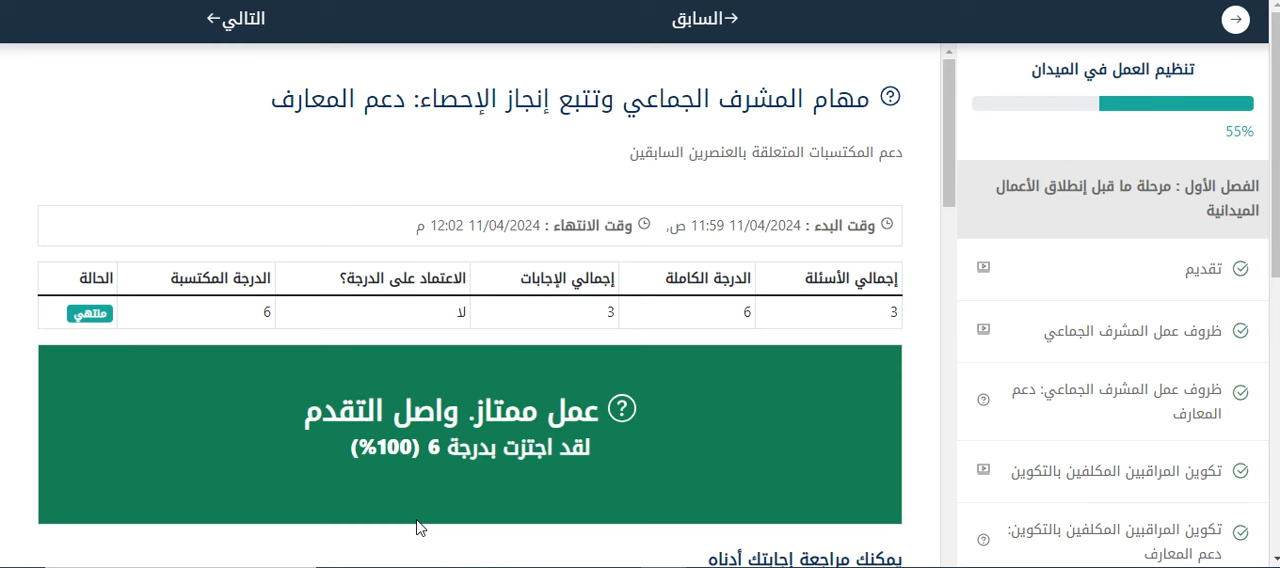 →السابق
التالي←
تنظيم العمل في الميدان
55%
الفصل الأول : مرحلة ما قبل إنطلاق الأعمال
الميدانية
تقديم
ظروف عمل المشرف الجماعي
ظروف عمل المشرف الجماعي: دعم
المعارف
تكوين المراقبين المكلفين بالتكوين
تكوين المراقبين المكلفين بالتكوين:
دعم المعارف
مهام المشرف الجماعي وتتبع إنجاز الإحصاء: دعم المعارف
دعم المكتسبات المتعلقة بالعنصرين السابقين
وقت البدء : 11/04/2024 11:59 ص, وقت الانتهاء : 11/04/2024 12:02 م
إجمالي الأسئلة الدرجة الكاملة إجمالي الإجابات الاعتماد على الدرجة؟ الدرجة المكتسبة الحالة
3 6 3 لا 6 منتهي
عمل ممتاز. واصل التقدم
لقد اجتزت بدرجة 6 (100%)
يمكنك مراجعة إجابتك أدناه